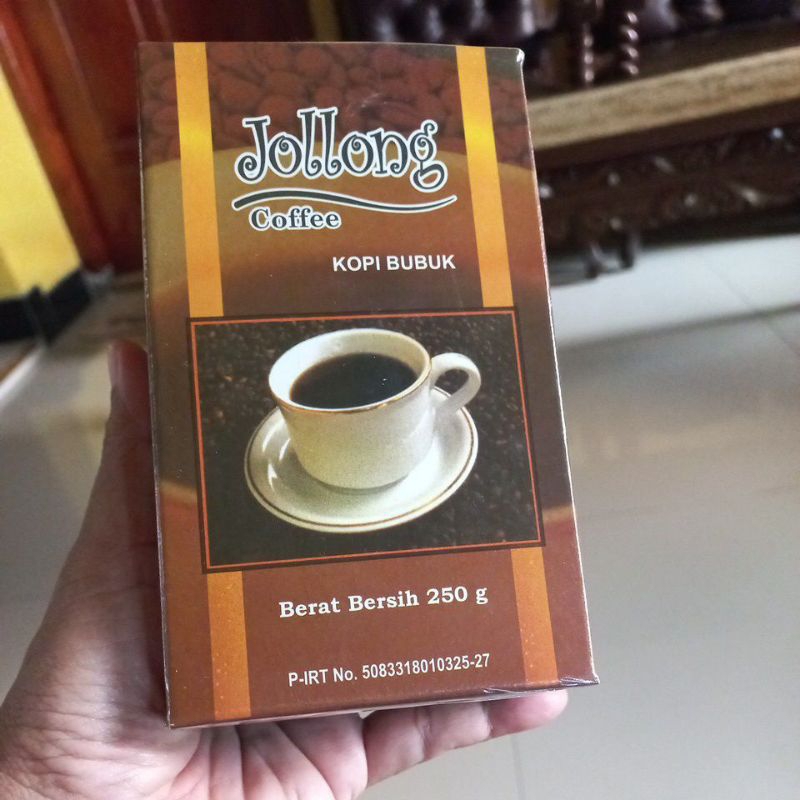 Jollong
Coffee
KOPI BUBUK
Berat Bersih 250 g
P-IRT No. 5083318010325-27